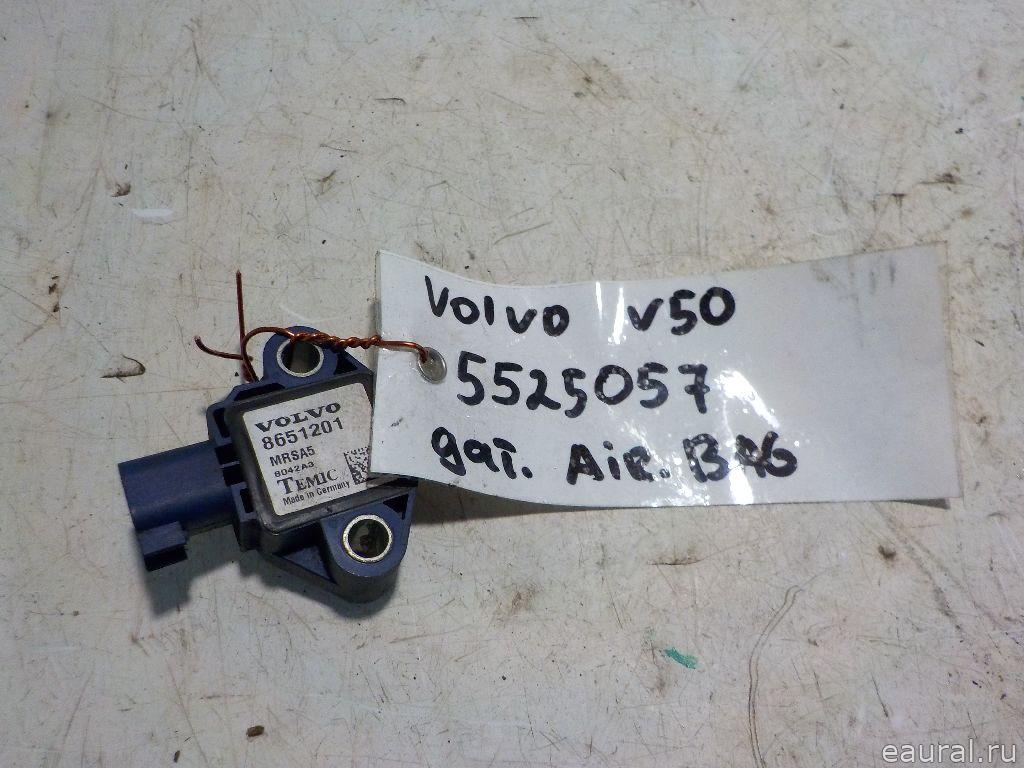 Volvo V50
5525057
дат. Air. BAG
VOLVO
8651201
MRSA5
8042A3
TEMIC
Made in Germany
eaural.ru